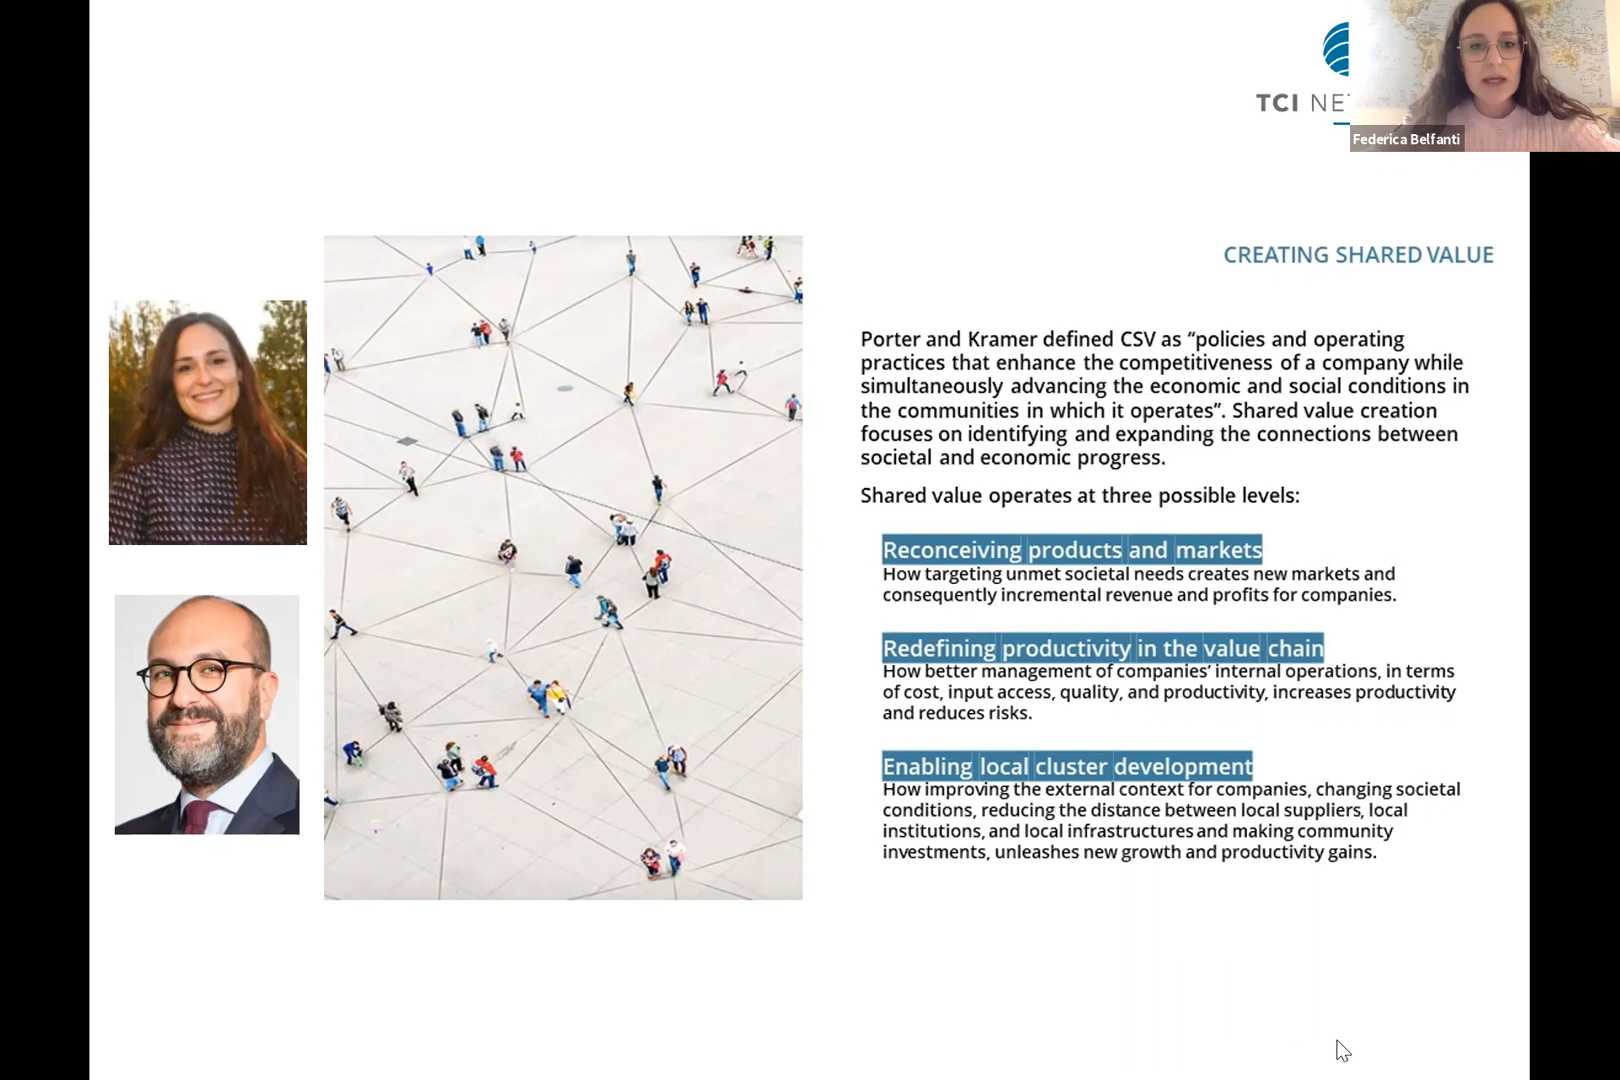 TCI NE
Federica Belfanti
CREATING SHARED VALUE
Porter and Kramer defined CSV as “policies and operating
practices that enhance the competitiveness of a company while
simultaneously advancing the economic and social conditions in
the communities in which it operates”. Shared value creation
focuses on identifying and expanding the connections between
societal and economic progress.
Shared value operates at three possible levels:
Reconceiving products and markets
How targeting unmet societal needs creates new markets and
consequently incremental revenue and profits for companies.
Redefining productivity in the value chain
How better management of companies’ internal operations, in terms
of cost, input access, quality, and productivity, increases productivity
and reduces risks.
Enabling local cluster development
How improving the external context for companies, changing societal
conditions, reducing the distance between local suppliers, local
institutions, and local infrastructures and making community
investments, unleashes new growth and productivity gains.